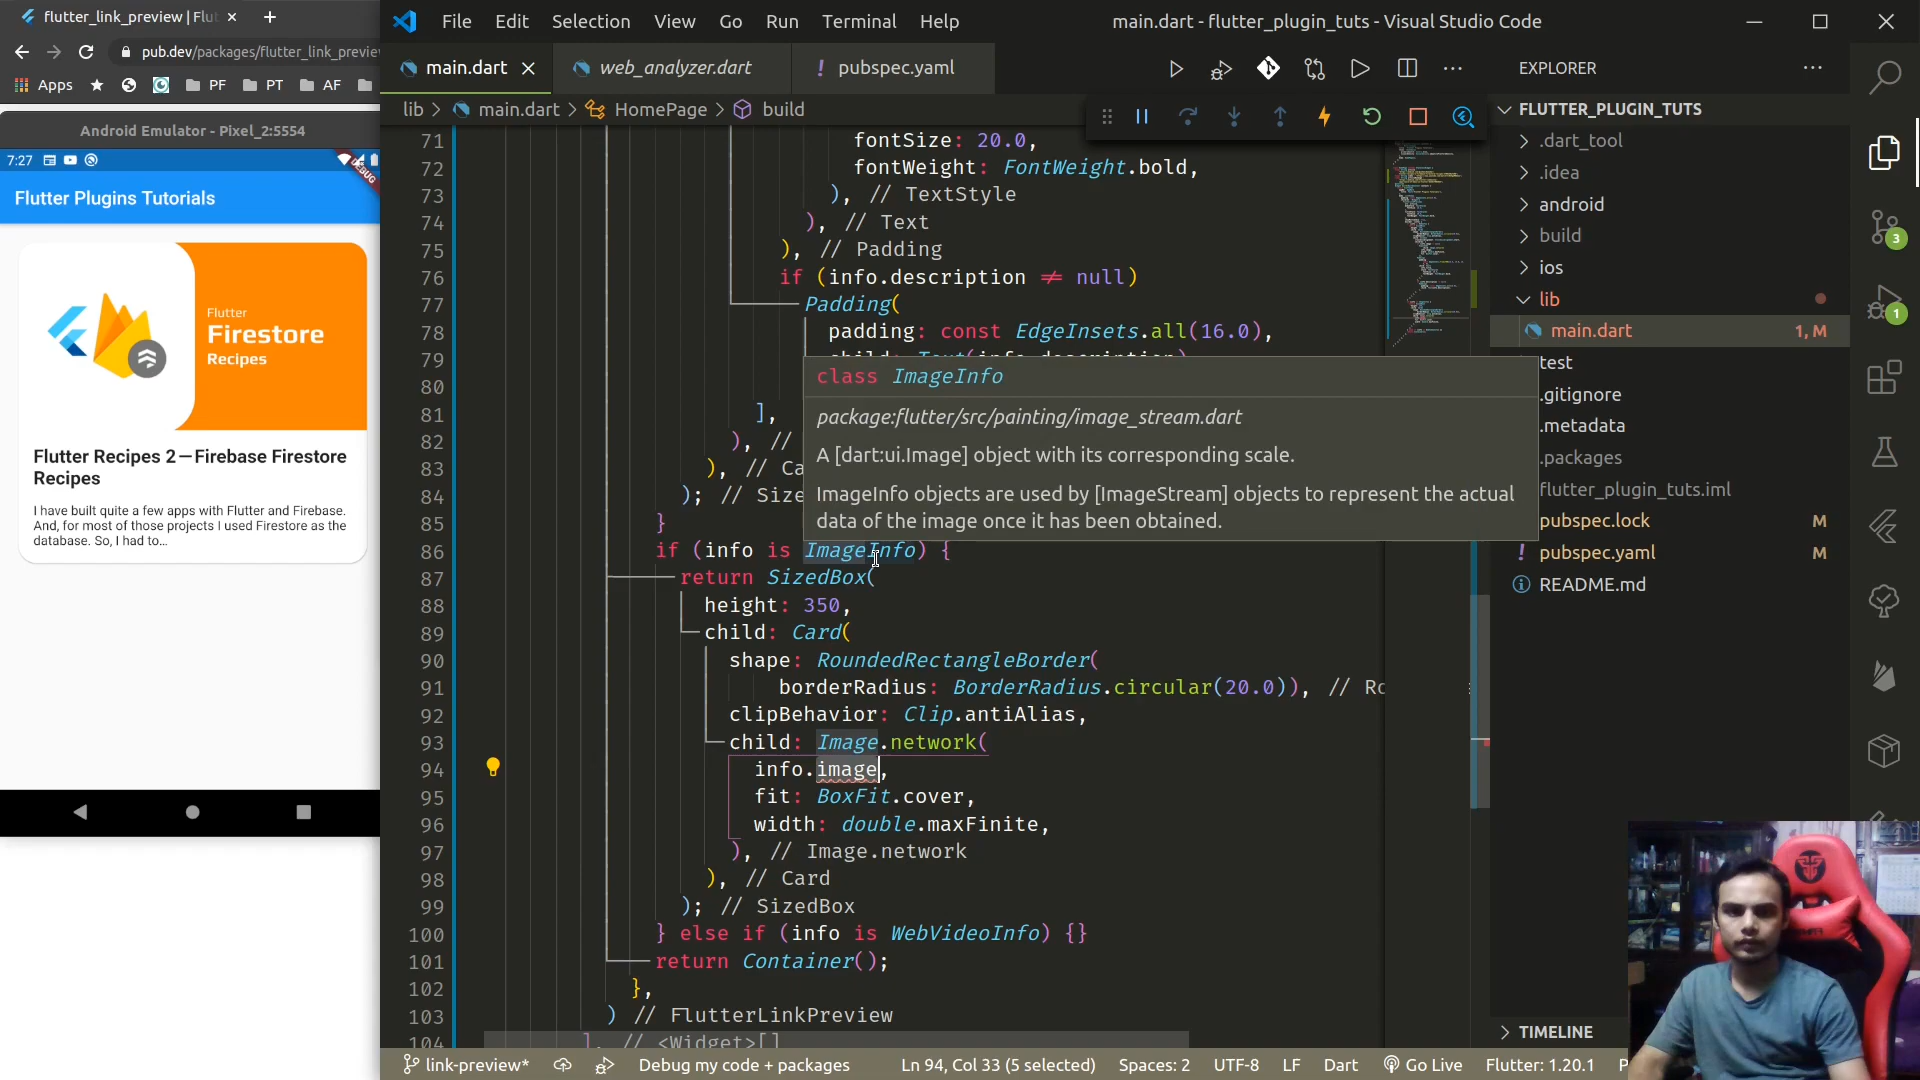 flutter_link_preview | Flut
pub.dev/packages/flutter_link_preview
Apps
PF
PT
AF
Android Emulator - Pixel_2:5554
7:27
DEBUG
Flutter Plugins Tutorials
Flutter
Firestore
Recipes
Flutter Recipes 2 — Firebase Firestore
Recipes
I have built quite a few apps with Flutter and Firebase.
And, for most of those projects I used Firestore as the
database. So, I had to...
File Edit Selection View Go Run Terminal Help
main.dart - flutter_plugin_tuts - Visual Studio Code
main.dart
web_analyzer.dart
! pubspec.yaml
lib > main.dart > HomePage > build
71 fontSize: 20.0,
72 fontWeight: FontWeight.bold,
73 ), // TextStyle
74 ), // Text
75 ), // Padding
76 if (info.description ≠ null)
77 Padding(
78 padding: const EdgeInsets.all(16.0),
79
80
81 ],
82 ), //
83 ), // Ca
84 ); // Size
85 }
class ImageInfo
package:flutter/src/painting/image_stream.dart
A [dart:ui.Image] object with its corresponding scale.
ImageInfo objects are used by [ImageStream] objects to represent the actual
data of the image once it has been obtained.
86 if (info is ImageInfo) {
87 return SizedBox(
88 height: 350,
89 child: Card(
90 shape: RoundedRectangleBorder(
91 borderRadius: BorderRadius.circular(20.0)), // Ro
92 clipBehavior: Clip.antiAlias,
93 child: Image.network(
94 info.image,
95 fit: BoxFit.cover,
96 width: double.maxFinite,
97 ), // Image.network
98 ), // Card
99 ); // SizedBox
100 } else if (info is WebVideoInfo) {}
101 return Container();
102 },
103 ) // FlutterLinkPreview
104 ], // <Widget>[]
EXPLORER
FLUTTER_PLUGIN_TUTS
.dart_tool
.idea
android
build
ios
lib
main.dart 1, M
test
.gitignore
.metadata
.packages
flutter_plugin_tuts.iml
pubspec.lock M
! pubspec.yaml M
README.md
TIMELINE
3
1
link-preview*
Debug my code + packages
Ln 94, Col 33 (5 selected)
Spaces: 2
UTF-8
LF
Dart
Go Live
Flutter: 1.20.1